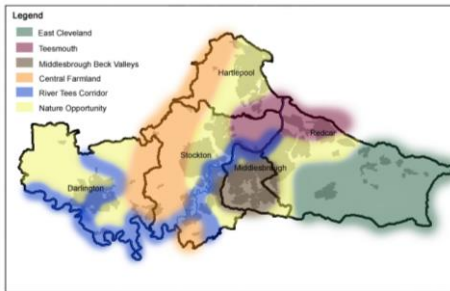 Legend
East Cleveland
Teesmouth
Middlesbrough Beck Valleys
Central Farmland
River Tees Corridor
Nature Opportunity
Hartlepool
Redcar
Stockton
Middlesbrough
Darlington